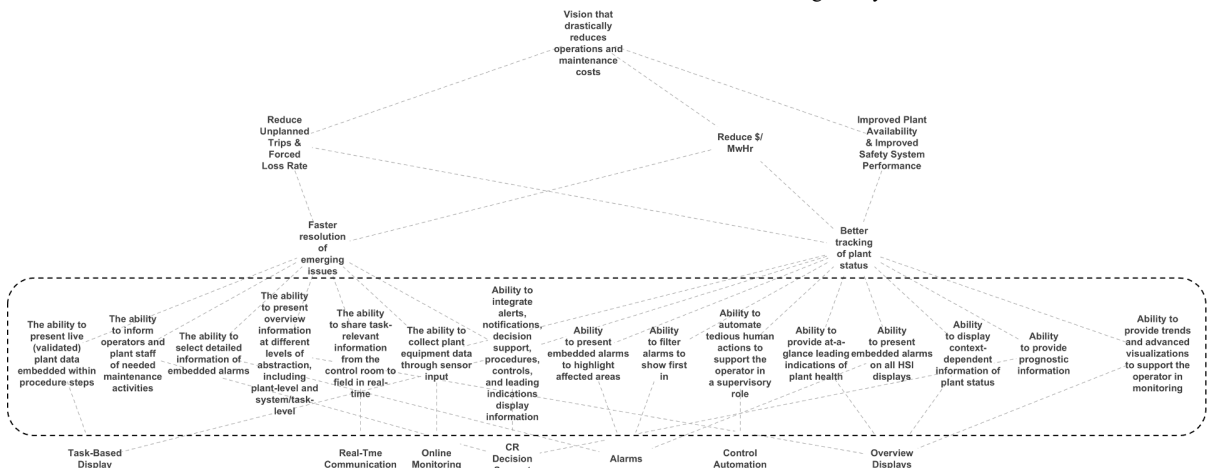 Vision that
drastically
reduces
operations and
maintenance
costs
Reduce
Unplanned
Trips &
Forced
Loss Rate
Reduce $/
MwHr
Improved Plant
Availability
& Improved
Safety System
Performance
Faster
resolution
of
emerging
issues
Better
tracking
of plant
status
The ability to
present live
(validated)
plant data
embedded within
procedure steps
The ability
to inform
operators and
plant staff
of needed
maintenance
activities
The ability to
select detailed
information of
embedded alarms
The ability
to present
overview
information
at different
levels of
abstraction,
including
plant-level and
system/task-
level
The ability
to share task-
relevant
information
from the
control room to
field in real-
time
The ability to
collect plant
equipment data
through sensor
input
Ability to
integrate
alerts,
notifications,
decision
support,
procedures,
controls,
and leading
indications
display
information
Ability
to present
embedded alarms
to highlight
affected areas
Ability
to filter
alarms to
show first
in
Ability to
automate
tedious human
actions to
support the
operator in
a supervisory
role
Ability to
provide at-a-
glance leading
indications of
plant health
Ability
to present
embedded alarms
on all HSI
displays
Ability
to display
context-
dependent
information of
plant status
Ability
to provide
prognostic
information
Ability to
provide trends
and advanced
visualizations
to support the
operator in
monitoring
Task-Based
Display
Real-Tme
Communication
Online
Monitoring
CR
Decision
Alarms
Control
Automation
Overview
Displays